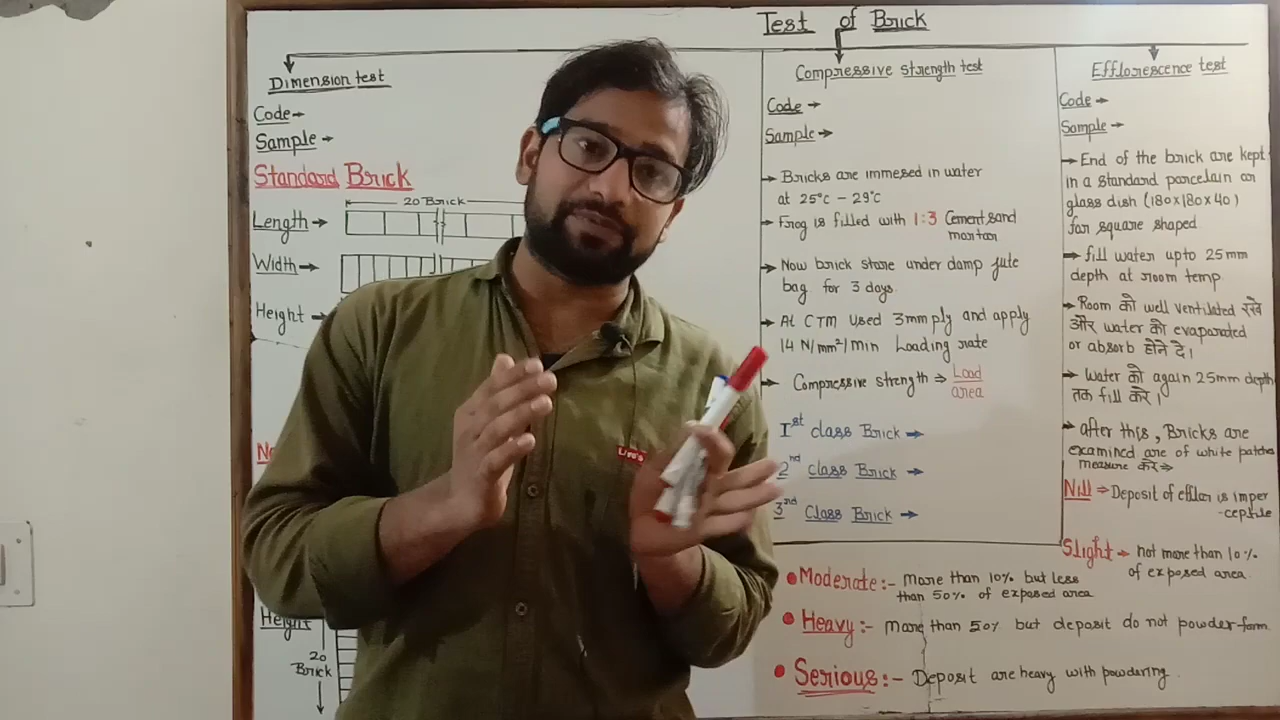 Test of Brick
Dimension test
Code→
Sample→
Standard Brick
20 Brick
Length→
Width→
Height→
Height
20
Brick
Compressive strength test
Code→
Sample→
→ Bricks are immesed in water
at 25°C – 29°C
→ Frog is filled with 1:3 Cement, sand
mortar
→ Now brick store under damp jute
bag for 3 days.
→ At CTM used 3mm ply and apply
14 N/mm²/min Loading rate
→ Compressive strength ⇒ Load
area
1st class Brick →
2nd class Brick →
3rd Class Brick →
Efflorescence test
Code→
Sample→
→ End of the brick are kept
in a standard parcelain or
glass dish (180×180×40)
for square shaped
→ fill water upto 25mm
depth at room temp.
→ Room को well ventilated रखे
और water को evaparated
or absorb होने दे।
→ Water को again 25mm depth
तक fill करे।
→ after this, Bricks are
examined are of white patches
measure करे⇒
Nill ⇒ Deposit of efflor is imper
-ceptile
Slight → not more than 10%
of exposed area.
• Moderate:- more than 10% but less
than 50% of exposed area
• Heavy:- more than 50% but deposit do not powder form.
• Serious:- Deposit are heavy with powdering.
Levi's